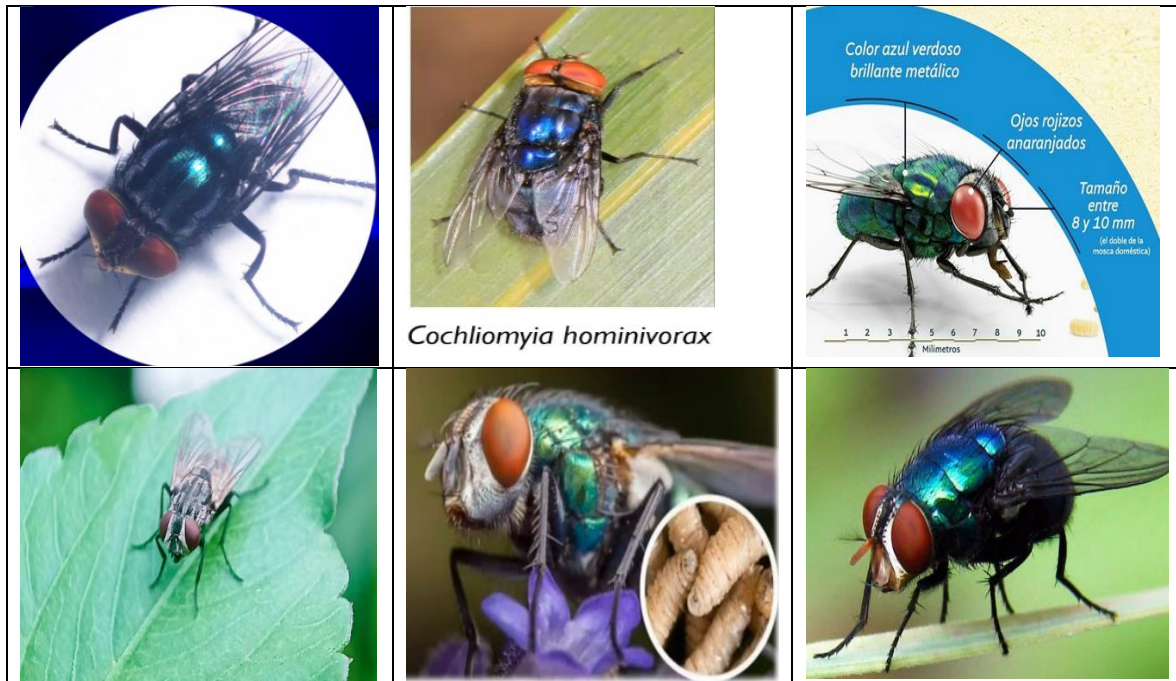 Cochliomyia hominivorax
Color azul verdoso
brillante metálico
Ojos rojizos
anaranjados
Tamaño
entre
8 y 10 mm
(el doble de la
mosca doméstica)
1 2 3 4 5 6 7 8 9 10
Milimetros